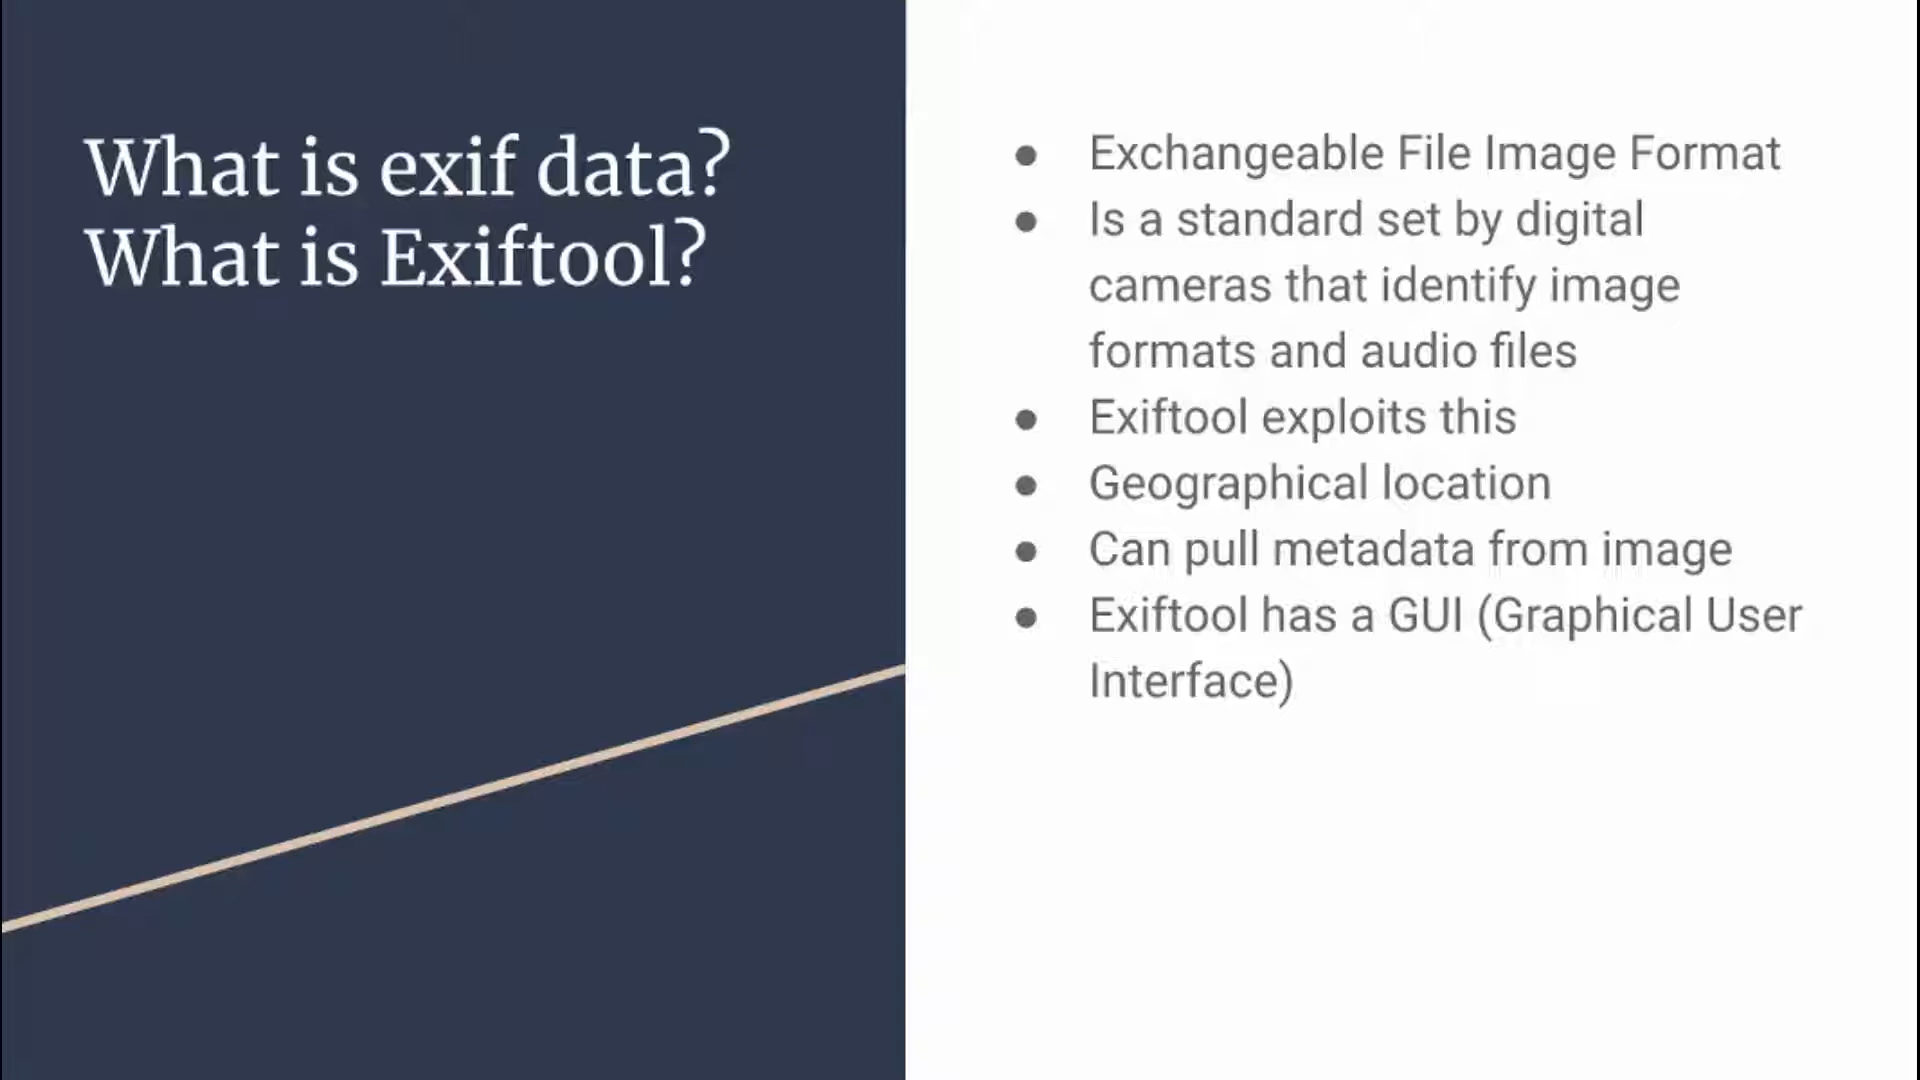 What is exif data?
What is Exiftool?
● Exchangeable File Image Format
● Is a standard set by digital
cameras that identify image
formats and audio files
● Exiftool exploits this
● Geographical location
● Can pull metadata from image
● Exiftool has a GUI (Graphical User
Interface)